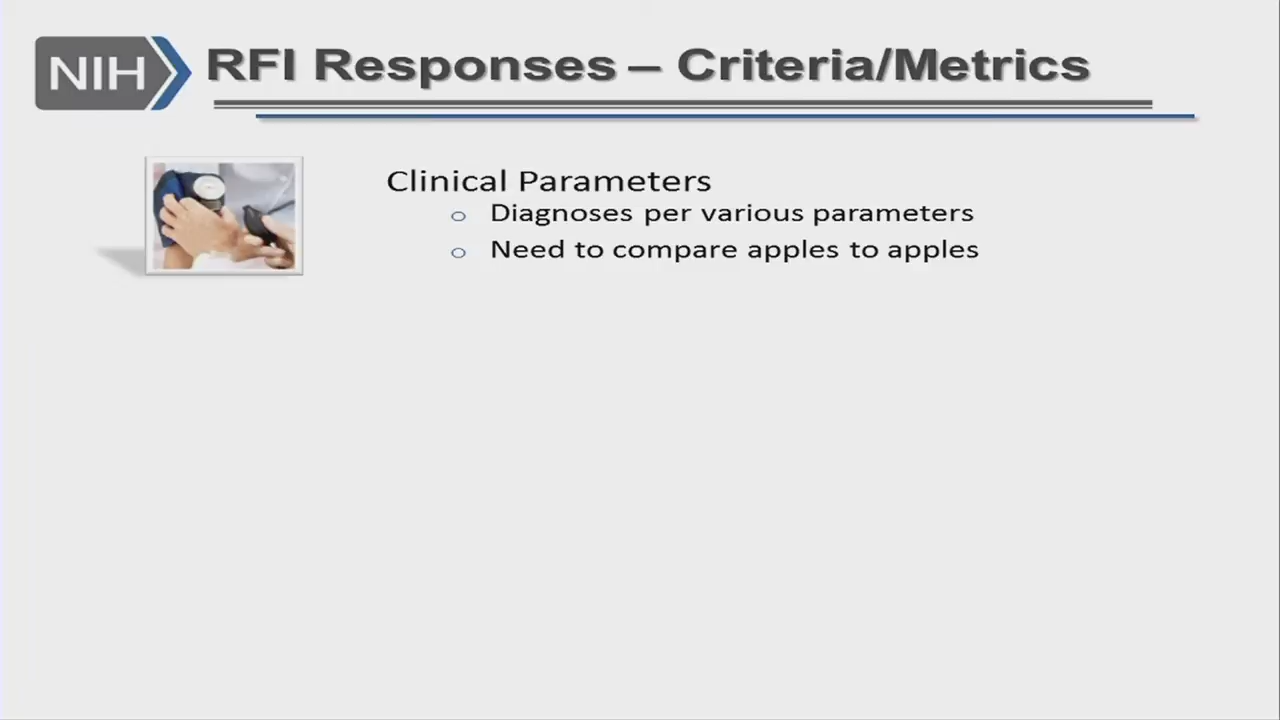 NIH
RFI Responses – Criteria/Metrics
Clinical Parameters
o Diagnoses per various parameters
o Need to compare apples to apples